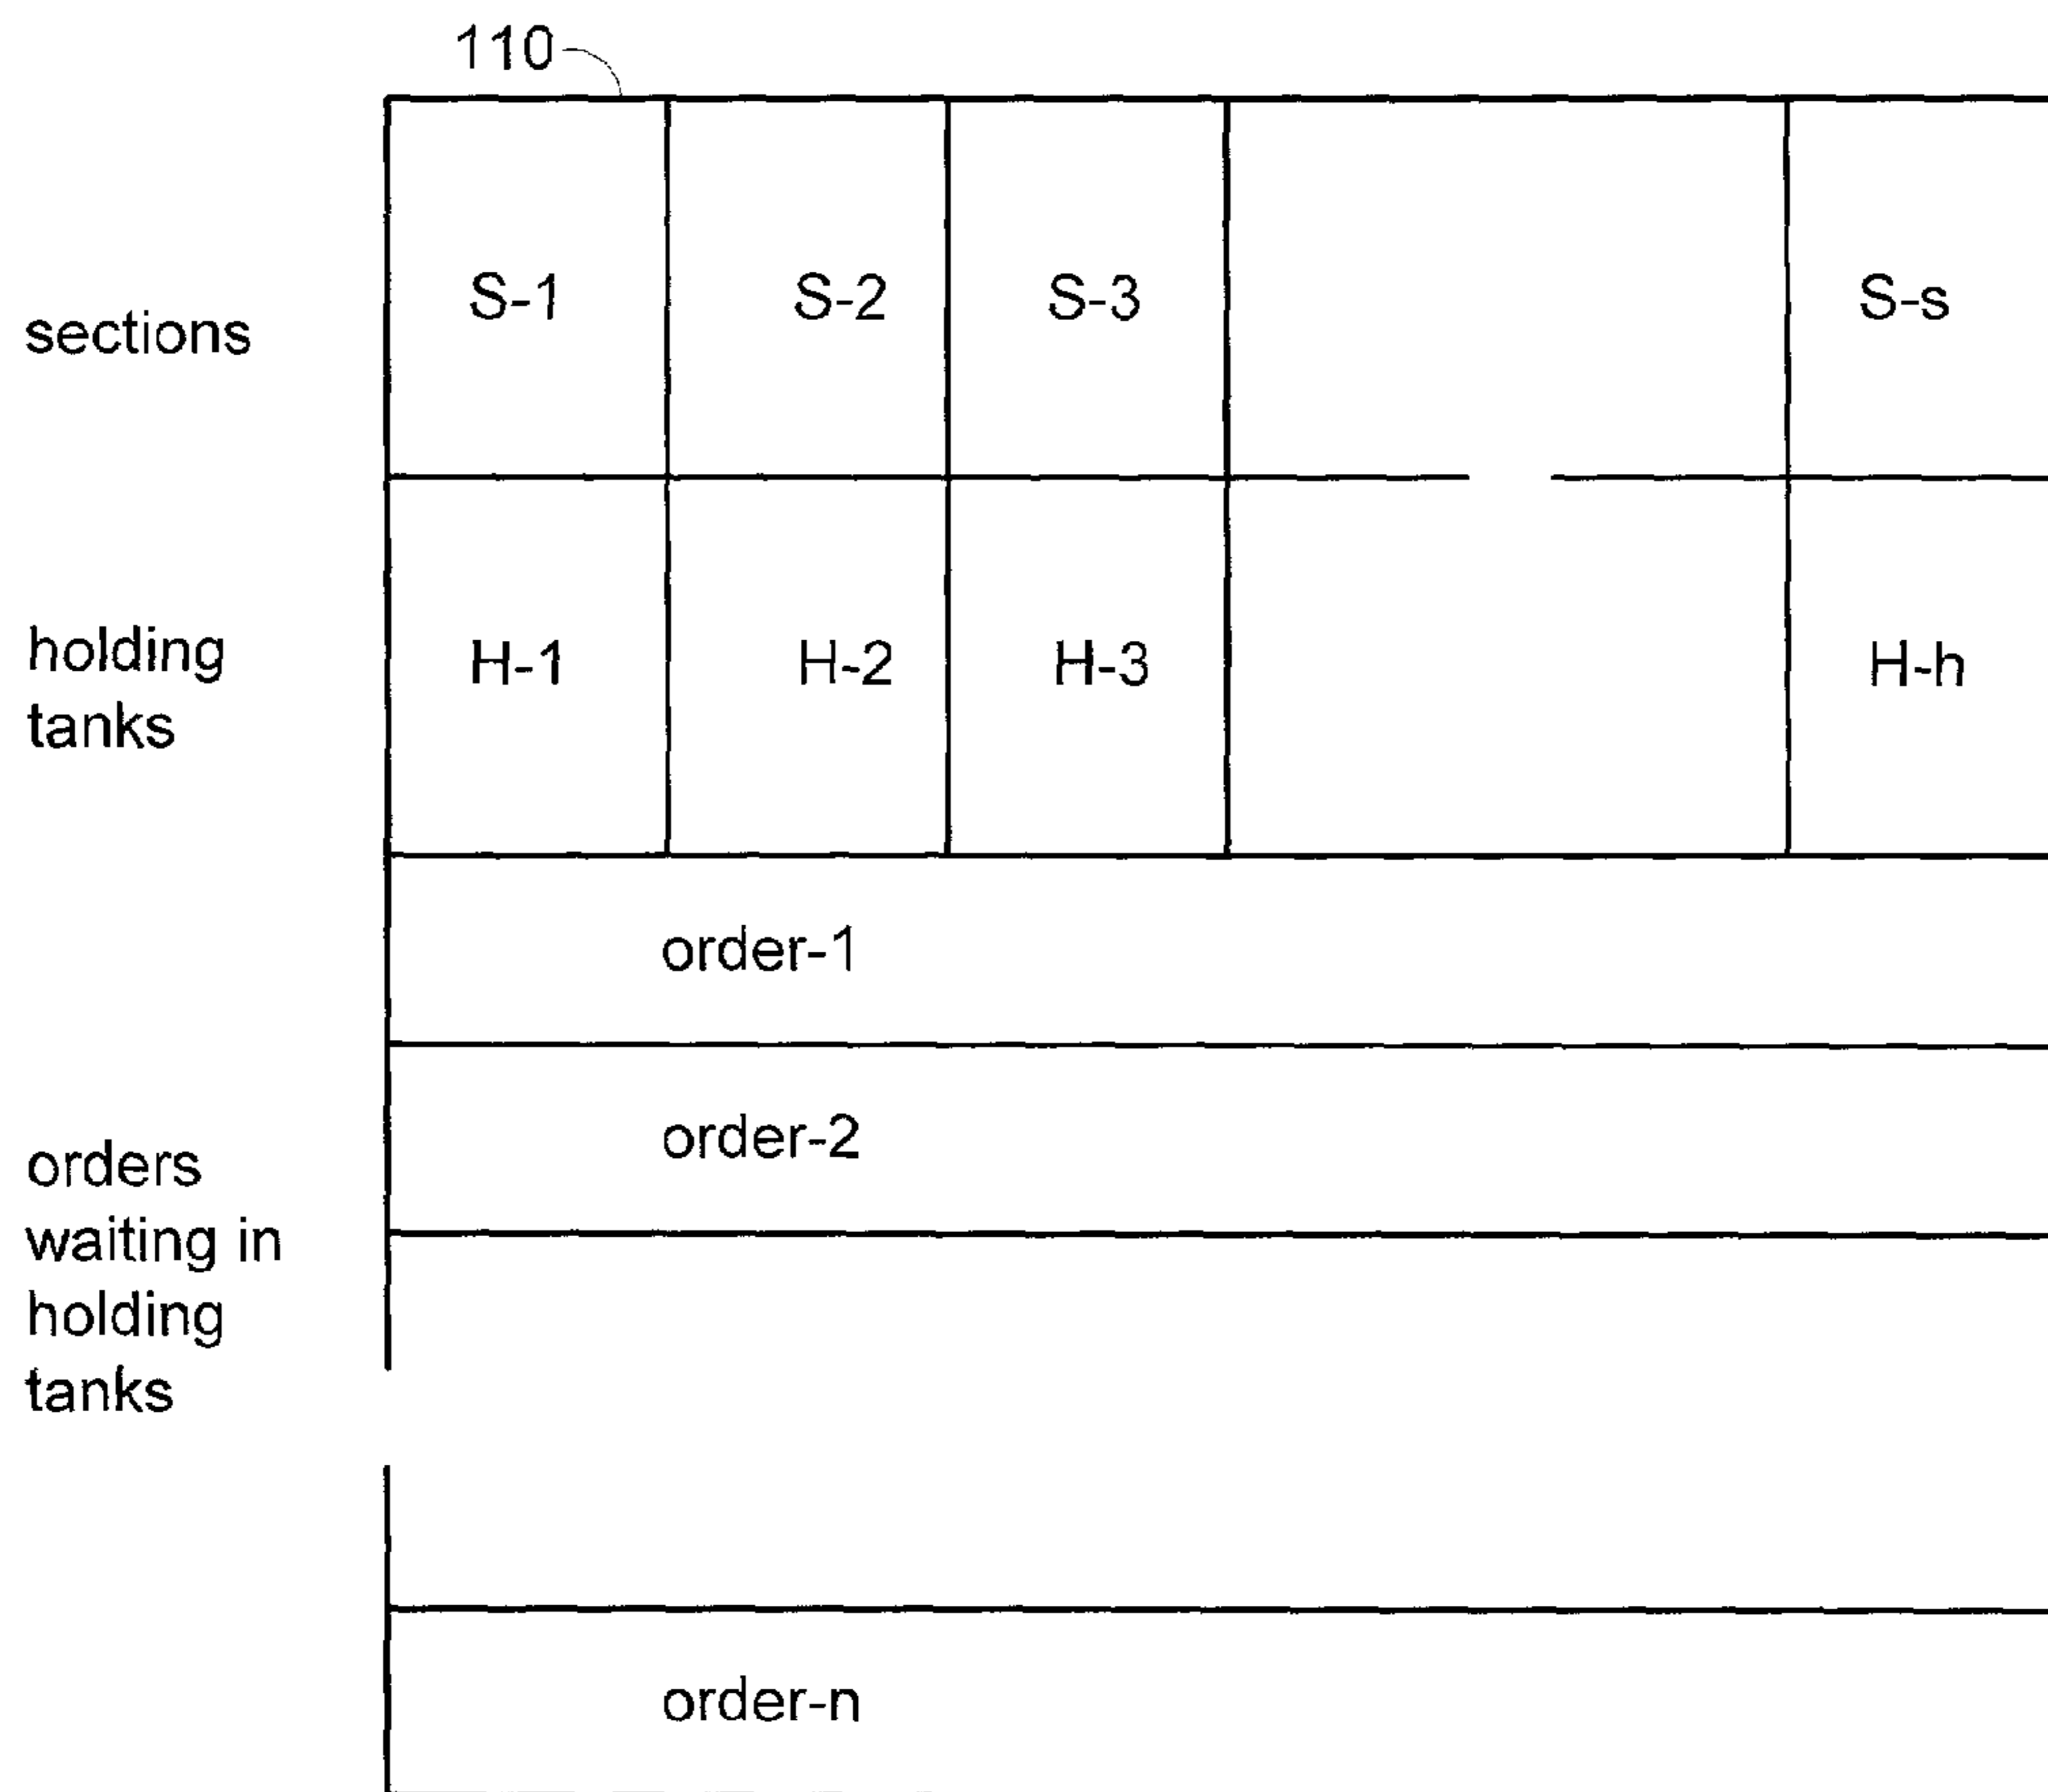 110
sections
S-1 S-2 S-3 S-s
holding
tanks
H-1 H-2 H-3 H-h
order-1
order-2
orders
waiting in
holding
tanks
order-n